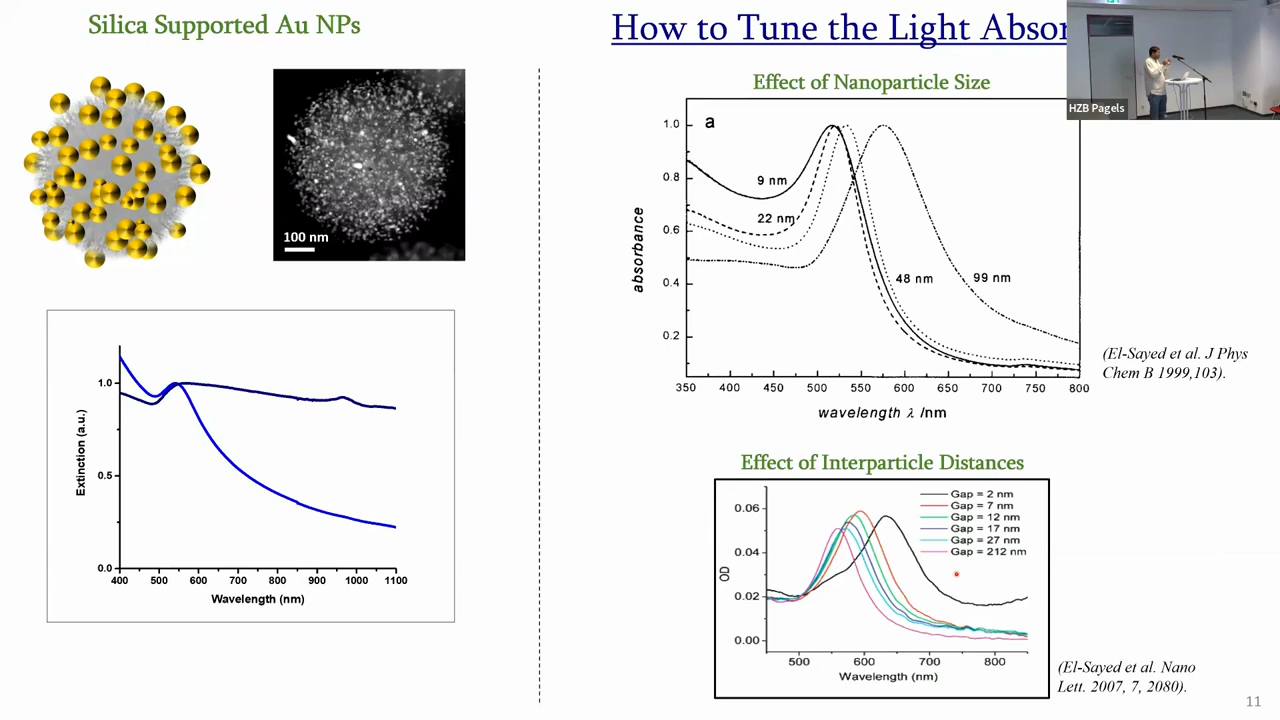 Silica Supported Au NPs
How to Tune the Light Absor
HZB Pagels
100 nm
Effect of Nanoparticle Size
a
1.0
0.8
0.6
0.4
0.2
absorbance
9 nm
22 nm
48 nm
99 nm
350 400 450 500 550 600 650 700 750 800
wavelength λ /nm
(El-Sayed et al. J Phys
Chem B 1999,103).
1.0
0.5
0.0
Extinction (a.u.)
400 500 600 700 800 900 1000 1100
Wavelength (nm)
Effect of Interparticle Distances
0.06
0.04
0.02
0.00
OD
Gap = 2 nm
Gap = 7 nm
Gap = 12 nm
Gap = 17 nm
Gap = 27 nm
Gap = 212 nm
500 600 700 800
Wavelength (nm)
(El-Sayed et al. Nano
Lett. 2007, 7, 2080).
11